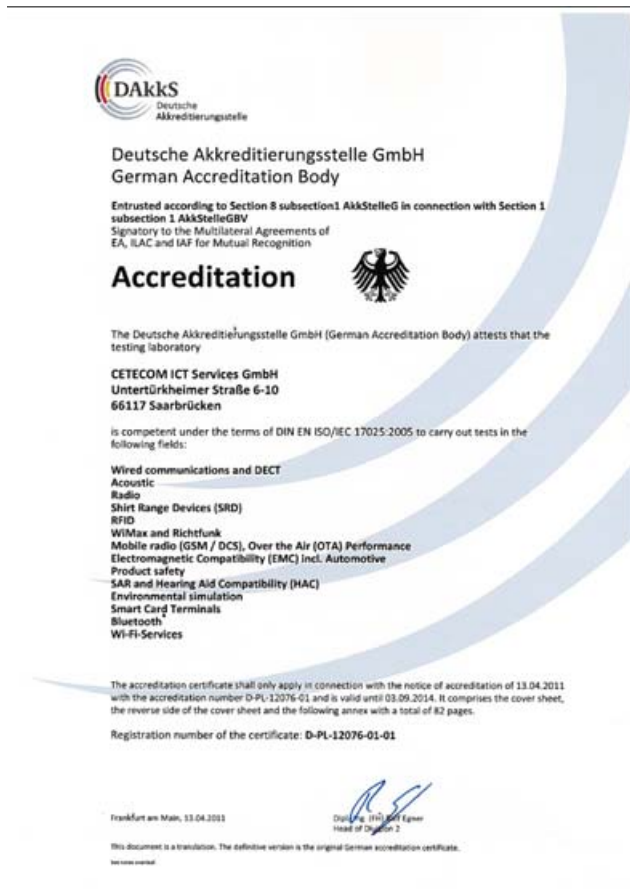 DAkkS
Deutsche
Akkreditierungsstelle
Deutsche Akkreditierungsstelle GmbH
German Accreditation Body
Entrusted according to Section 8 subsection1 AkkStelleG in connection with Section 1
subsection 1 AkkStelleGBV
Signatory to the Multilateral Agreements of
EA, ILAC and IAF for Mutual Recognition
Accreditation
The Deutsche Akkreditierungsstelle GmbH (German Accreditation Body) attests that the
testing laboratory
CETECOM ICT Services GmbH
Untertürkheimer Straße 6-10
66117 Saarbrücken
is competent under the terms of DIN EN ISO/IEC 17025:2005 to carry out tests in the
following fields:
Wired communications and DECT
Acoustic
Radio
Shirt Range Devices (SRD)
RFID
WiMax and Richtfunk
Mobile radio (GSM / DCS), Over the Air (OTA) Performance
Electromagnetic Compatibility (EMC) incl. Automotive
Product safety
SAR and Hearing Aid Compatibility (HAC)
Environmental simulation
Smart Card Terminals
Bluetooth
Wi-Fi-Services
The accreditation certificate shall only apply in connection with the notice of accreditation of 13.04.2011
with the accreditation number D-PL-12076-01 and is valid until 03.09.2014. It comprises the cover sheet,
the reverse side of the cover sheet and the following annex with a total of 82 pages.
Registration number of the certificate: D-PL-12076-01-01
Frankfurt am Main, 13.04.2011
(FH) Egner
Head of Division 2
This document is a translation. The definitive version is the original German accreditation certificate.
See notes overleaf